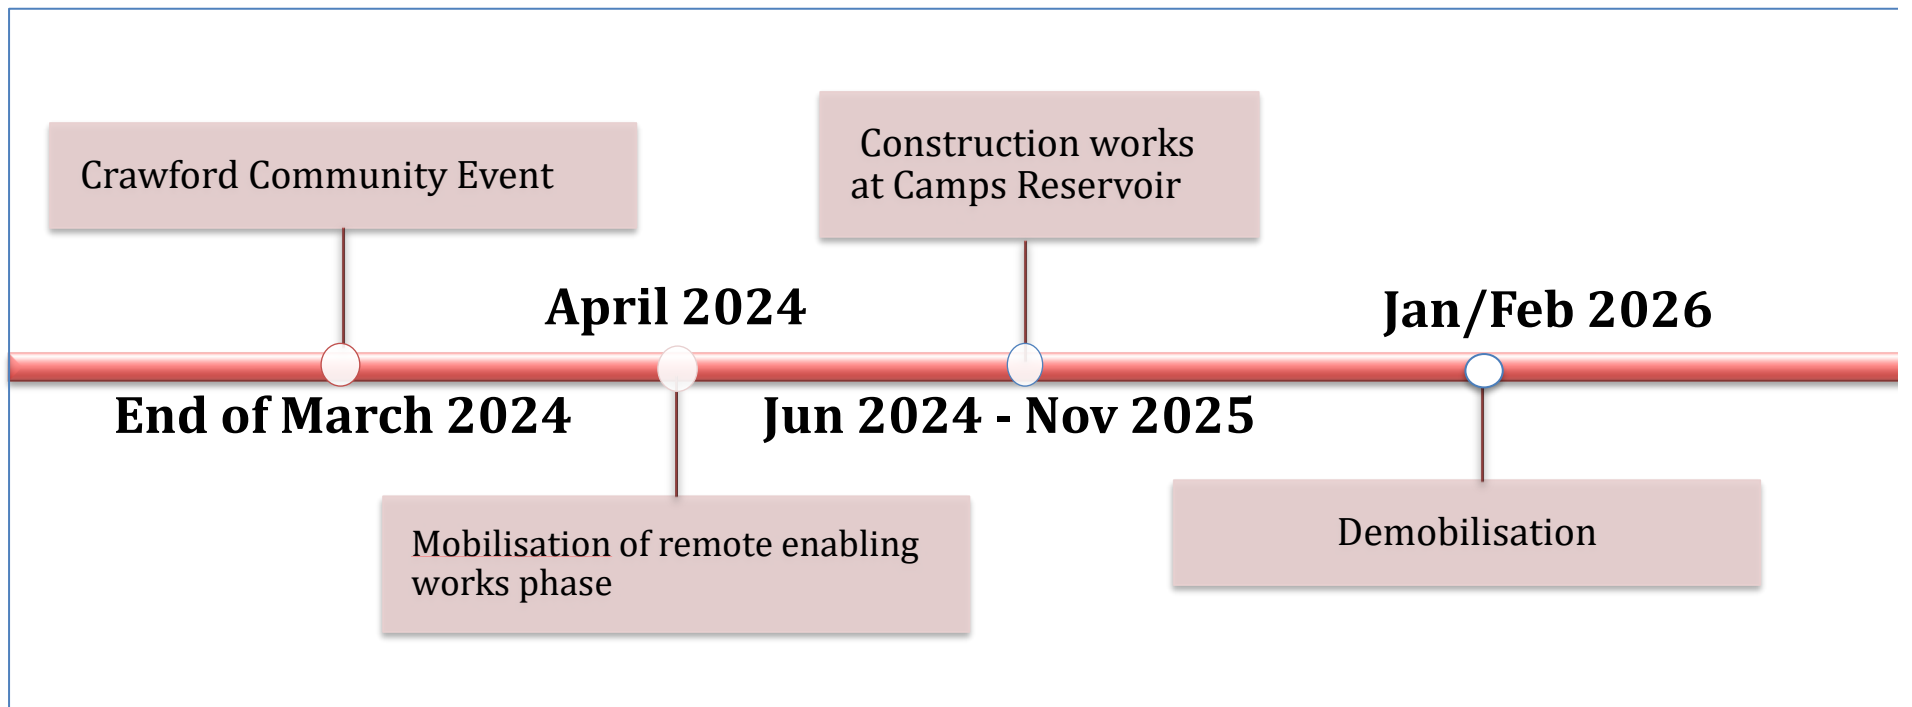 Crawford Community Event
Construction works
at Camps Reservoir
April 2024
Jan/Feb 2026
End of March 2024
Jun 2024 - Nov 2025
Mobilisation of remote enabling
works phase
Demobilisation